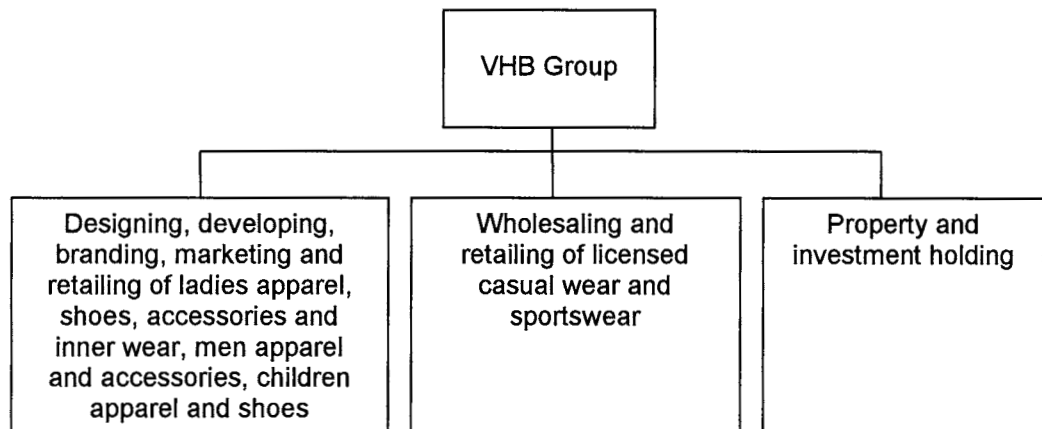 VHB Group
Designing, developing,
branding, marketing and
retailing of ladies apparel,
shoes, accessories and
inner wear, men apparel
and accessories, children
apparel and shoes
Wholesaling and
retailing of licensed
casual wear and
sportswear
Property and
investment holding